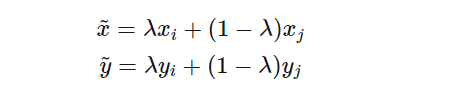 x̃ = λxᵢ + (1 − λ)xⱼ
ỹ = λyᵢ + (1 − λ)yⱼ